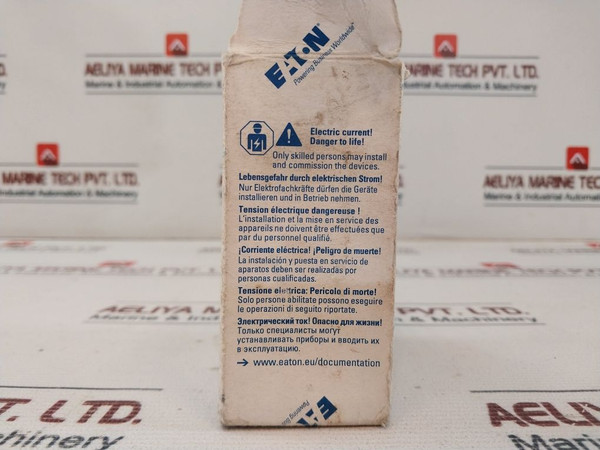 EATON
Powering Business Worldwide™
AELIYA MARINE TECH PVT. LTD.
Marine & Industrial Automation & Machinery
Electric current!
Danger to life!
Only skilled persons may install
and commission the devices.
Lebensgefahr durch elektrischen Strom!
Nur Elektrofachkräfte dürfen die Geräte
installieren und in Betrieb nehmen.
Tension électrique dangereuse !
L'installation et la mise en service des
appareils ne doivent être effectuées que
par du personnel qualifié.
¡Corriente eléctrica! ¡Peligro de muerte!
La instalación y puesta en servicio de
aparatos deben ser realizadas por
personas cualificadas.
Tensione elettrica: Pericolo di morte!
Solo persone abilitate possono eseguire
le operazioni di seguito riportate.
Электрический ток! Опасно для жизни!
Только специалисты могут
устанавливать приборы и вводить их
в эксплуатацию.
→ www.eaton.eu/documentation
EATON
Powering